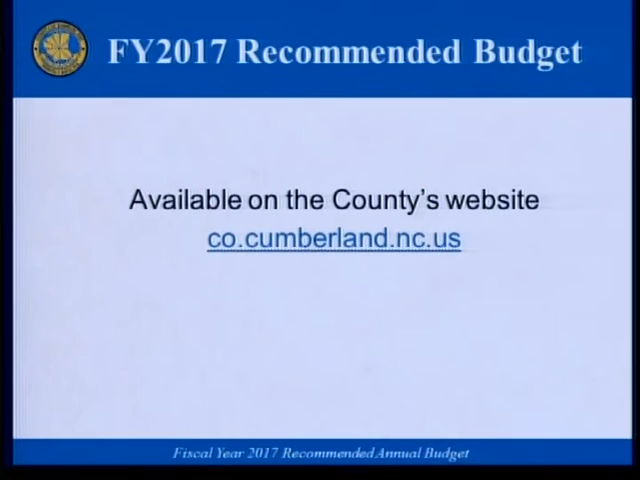 FY2017 Recommended Budget
Available on the County's website
co.cumberland.nc.us
Fiscal Year 2017 Recommended Annual Budget